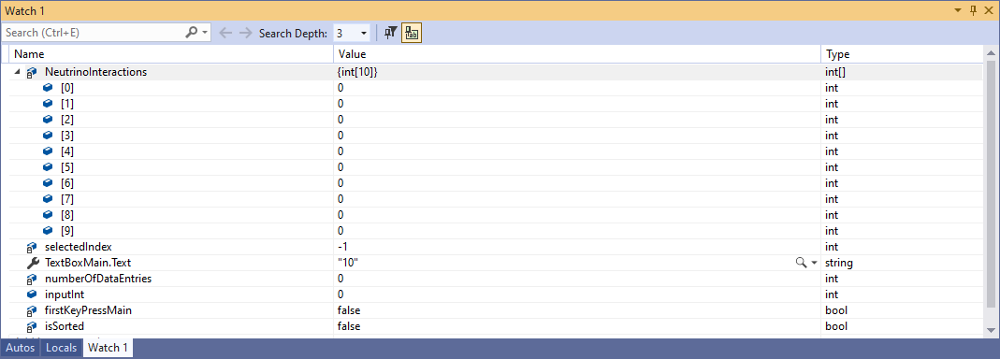 Watch 1
Search (Ctrl+E) Search Depth: 3
Name Value Type
NeutrinoInteractions {int[10]} int[]
[0] 0 int
[1] 0 int
[2] 0 int
[3] 0 int
[4] 0 int
[5] 0 int
[6] 0 int
[7] 0 int
[8] 0 int
[9] 0 int
selectedIndex -1 int
TextBoxMain.Text "10" string
numberOfDataEntries 0 int
inputInt 0 int
firstKeyPressMain false bool
isSorted false bool
Autos Locals Watch 1